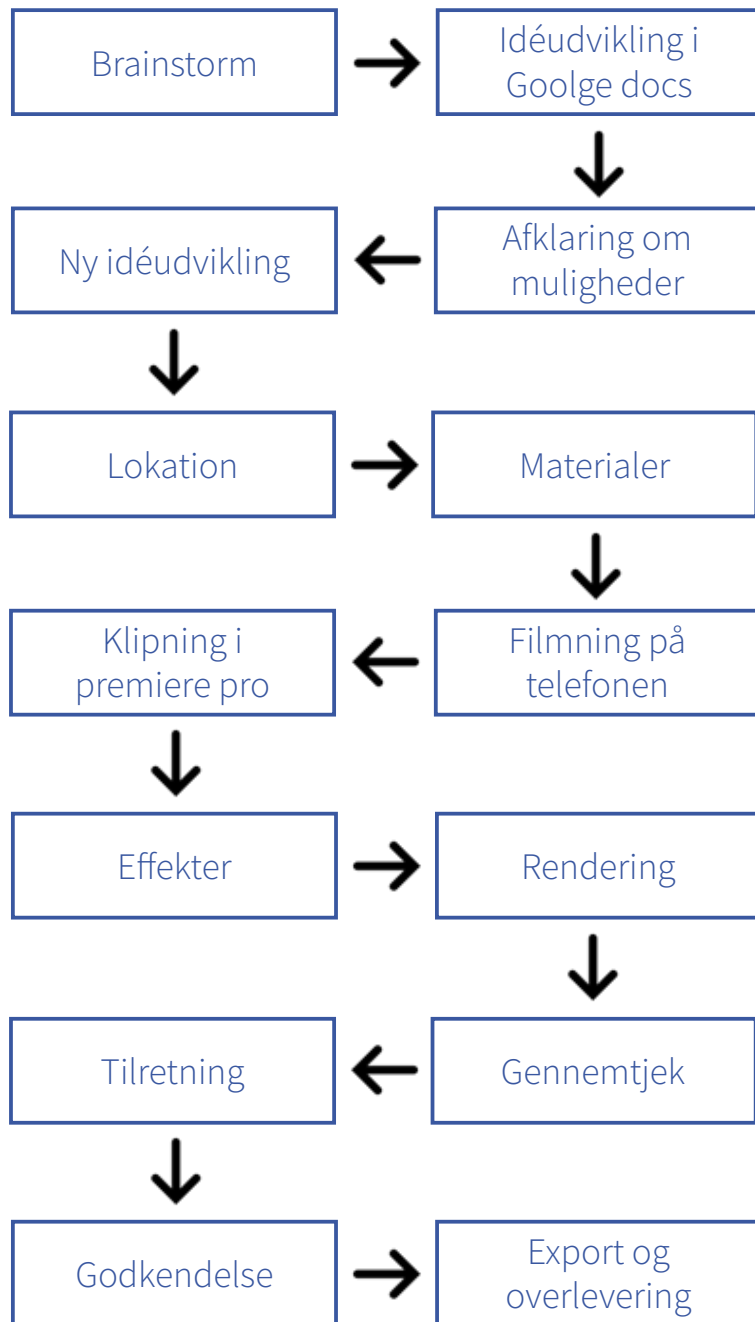 Brainstorm
Idéudvikling i
Goolge docs
Afklaring om
muligheder
Ny idéudvikling
Lokation
Materialer
Filmning på
telefonen
Klipning i
premiere pro
Effekter
Rendering
Gennemtjek
Tilretning
Godkendelse
Export og
overlevering